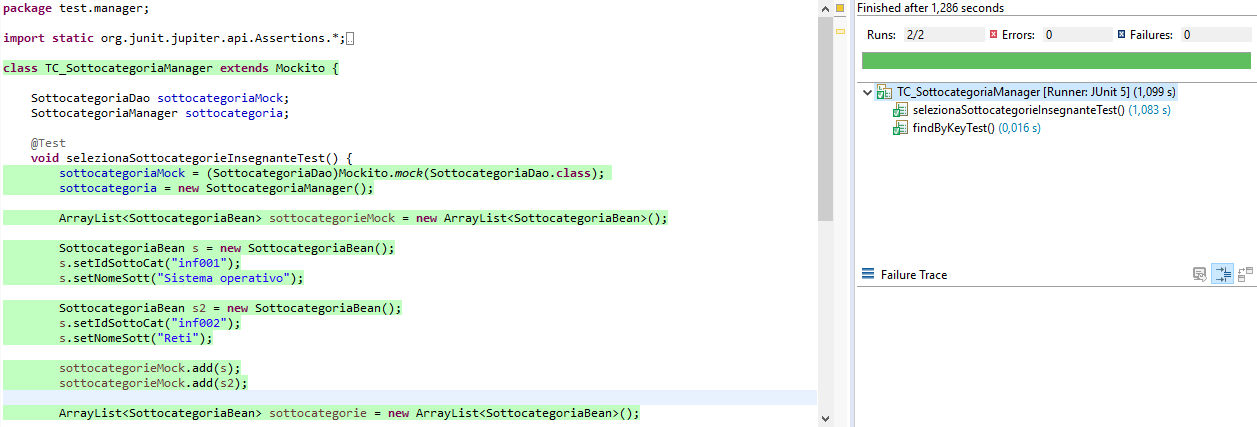 package test.manager;
import static org.junit.jupiter.api.Assertions.*;
class TC_SottocategoriaManager extends Mockito {
SottocategoriaDao sottocategoriaMock;
SottocategoriaManager sottocategoria;
@Test
void selezionaSottocategorieInsegnanteTest() {
sottocategoriaMock = (SottocategoriaDao)Mockito.mock(SottocategoriaDao.class);
sottocategoria = new SottocategoriaManager();
ArrayList<SottocategoriaBean> sottocategorieMock = new ArrayList<SottocategoriaBean>();
SottocategoriaBean s = new SottocategoriaBean();
s.setIdSottoCat("inf001");
s.setNomeSott("Sistema operativo");
SottocategoriaBean s2 = new SottocategoriaBean();
s.setIdSottoCat("inf002");
s.setNomeSott("Reti");
sottocategorieMock.add(s);
sottocategorieMock.add(s2);
ArrayList<SottocategoriaBean> sottocategorie = new ArrayList<SottocategoriaBean>();
Finished after 1,286 seconds
Runs: 2/2 Errors: 0 Failures: 0
TC_SottocategoriaManager [Runner: JUnit 5] (1,099 s)
selezionaSottocategorieInsegnanteTest() (1,083 s)
findByKeyTest() (0,016 s)
Failure Trace